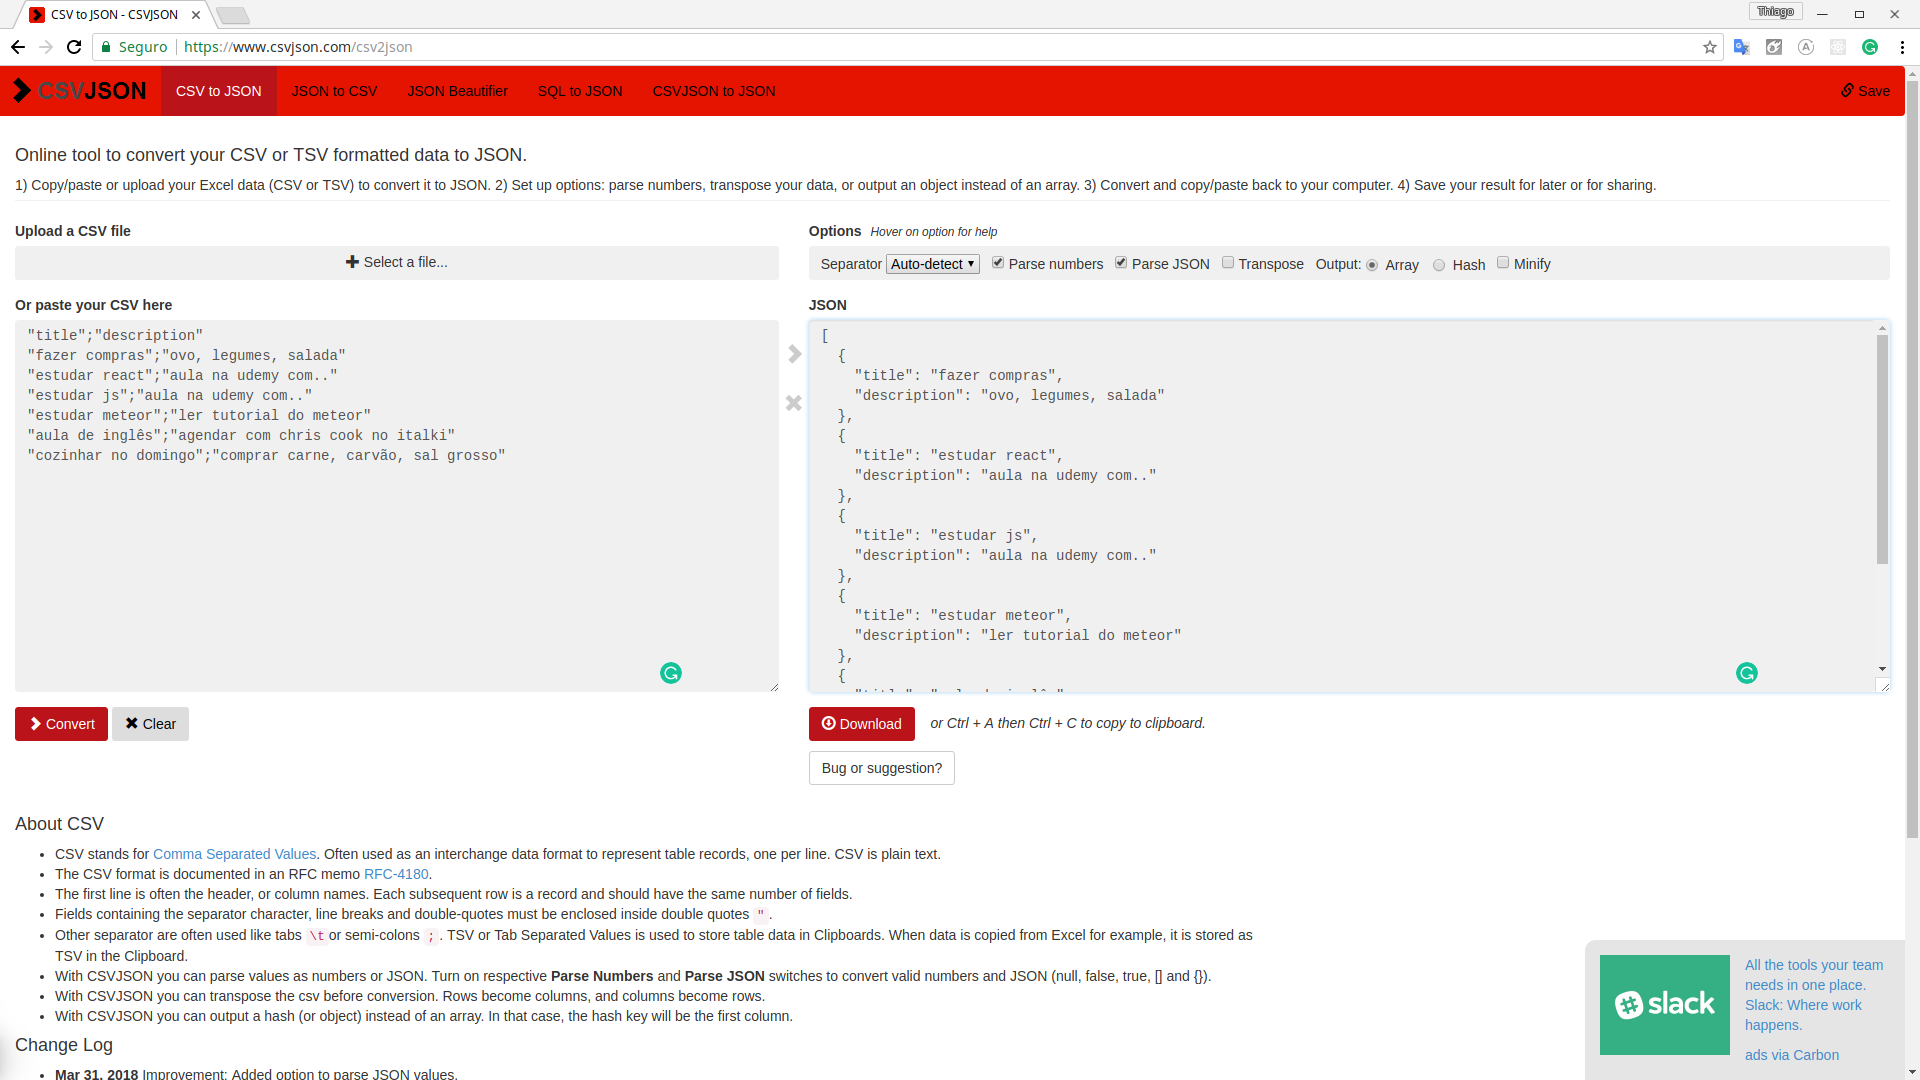 CSV to JSON - CSVJSON
Thiago
Seguro
https://www.csvjson.com/csv2json
CSVJSON
CSV to JSON
JSON to CSV
JSON Beautifier
SQL to JSON
CSVJSON to JSON
Save
Online tool to convert your CSV or TSV formatted data to JSON.
1) Copy/paste or upload your Excel data (CSV or TSV) to convert it to JSON. 2) Set up options: parse numbers, transpose your data, or output an object instead of an array. 3) Convert and copy/paste back to your computer. 4) Save your result for later or for sharing.
Upload a CSV file
Select a file...
Or paste your CSV here
"title";"description"
"fazer compras";"ovo, legumes, salada"
"estudar react";"aula na udemy com.."
"estudar js";"aula na udemy com.."
"estudar meteor";"ler tutorial do meteor"
"aula de inglês";"agendar com chris cook no italki"
"cozinhar no domingo";"comprar carne, carvão, sal grosso"
Convert
Clear
Options Hover on option for help
Separator Auto-detect Parse numbers Parse JSON Transpose Output: Array Hash Minify
JSON
[
{
"title": "fazer compras",
"description": "ovo, legumes, salada"
},
{
"title": "estudar react",
"description": "aula na udemy com.."
},
{
"title": "estudar js",
"description": "aula na udemy com.."
},
{
"title": "estudar meteor",
"description": "ler tutorial do meteor"
},
{
Download
or Ctrl + A then Ctrl + C to copy to clipboard.
Bug or suggestion?
About CSV
• CSV stands for Comma Separated Values. Often used as an interchange data format to represent table records, one per line. CSV is plain text.
• The CSV format is documented in an RFC memo RFC-4180.
• The first line is often the header, or column names. Each subsequent row is a record and should have the same number of fields.
• Fields containing the separator character, line breaks and double-quotes must be enclosed inside double quotes ".
• Other separator are often used like tabs \t or semi-colons ;. TSV or Tab Separated Values is used to store table data in Clipboards. When data is copied from Excel for example, it is stored as
TSV in the Clipboard.
• With CSVJSON you can parse values as numbers or JSON. Turn on respective Parse Numbers and Parse JSON switches to convert valid numbers and JSON (null, false, true, [] and {}).
• With CSVJSON you can transpose the csv before conversion. Rows become columns, and columns become rows.
• With CSVJSON you can output a hash (or object) instead of an array. In that case, the hash key will be the first column.
Change Log
• Mar 31, 2018 Improvement: Added option to parse JSON values.
slack
All the tools your team
needs in one place.
Slack: Where work
happens.
ads via Carbon